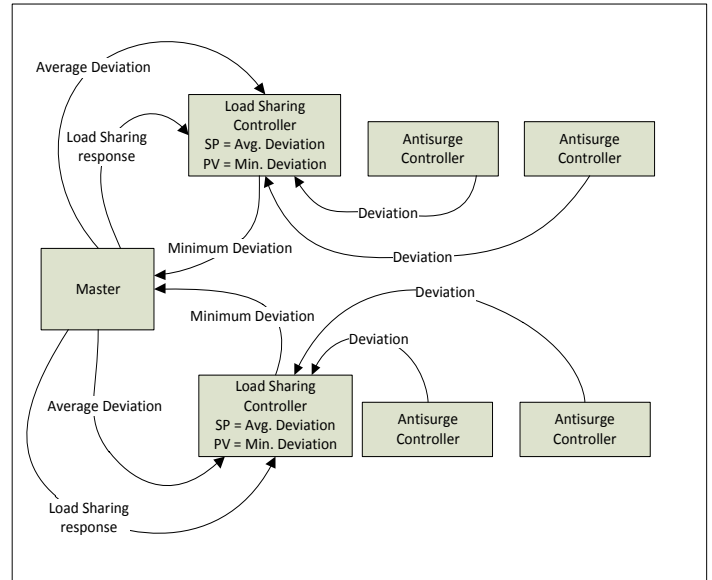 Average Deviation
Load Sharing
Controller
SP = Avg. Deviation
PV = Min. Deviation
Load Sharing
response
Antisurge
Controller
Antisurge
Controller
Deviation
Minimum Deviation
Deviation
Master
Deviation
Minimum Deviation
Deviation
Load Sharing
Controller
SP = Avg. Deviation
PV = Min. Deviation
Average Deviation
Antisurge
Controller
Antisurge
Controller
Load Sharing
response